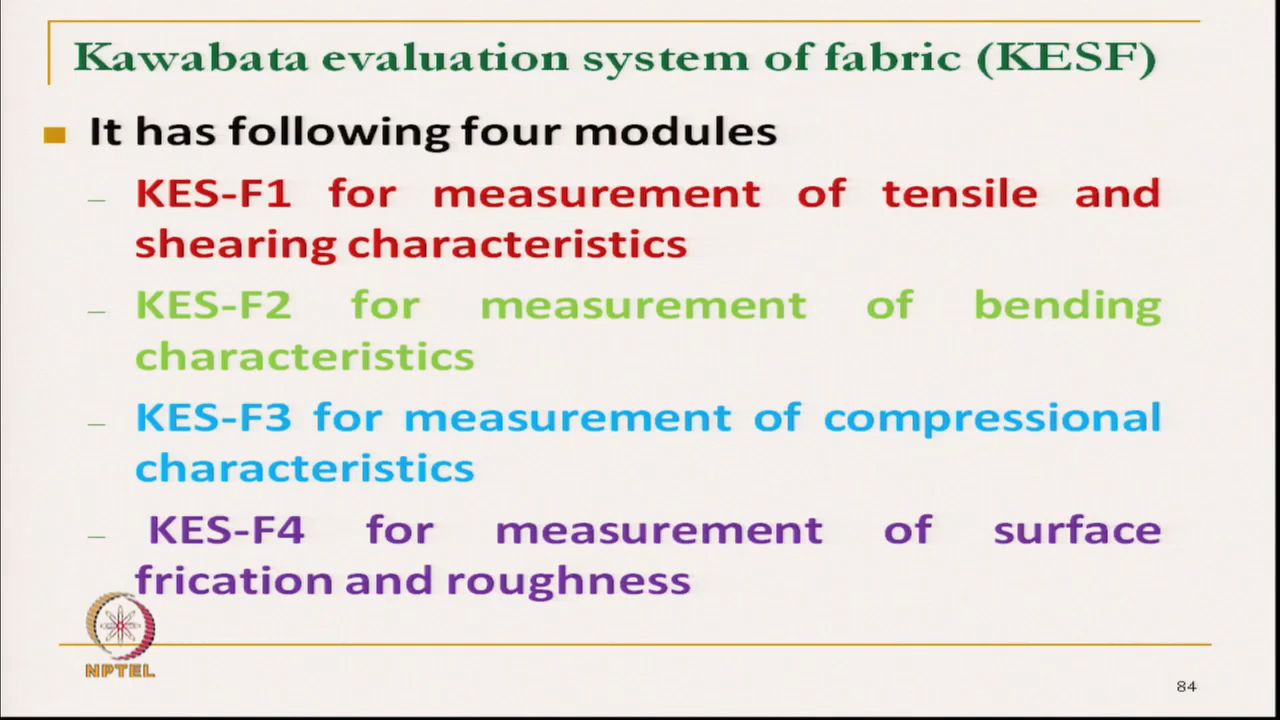 Kawabata evaluation system of fabric (KESF)
It has following four modules
KES-F1 for measurement of tensile and
shearing characteristics
KES-F2 for measurement of bending
characteristics
KES-F3 for measurement of compressional
characteristics
KES-F4 for measurement of surface
frication and roughness
NPTEL
84